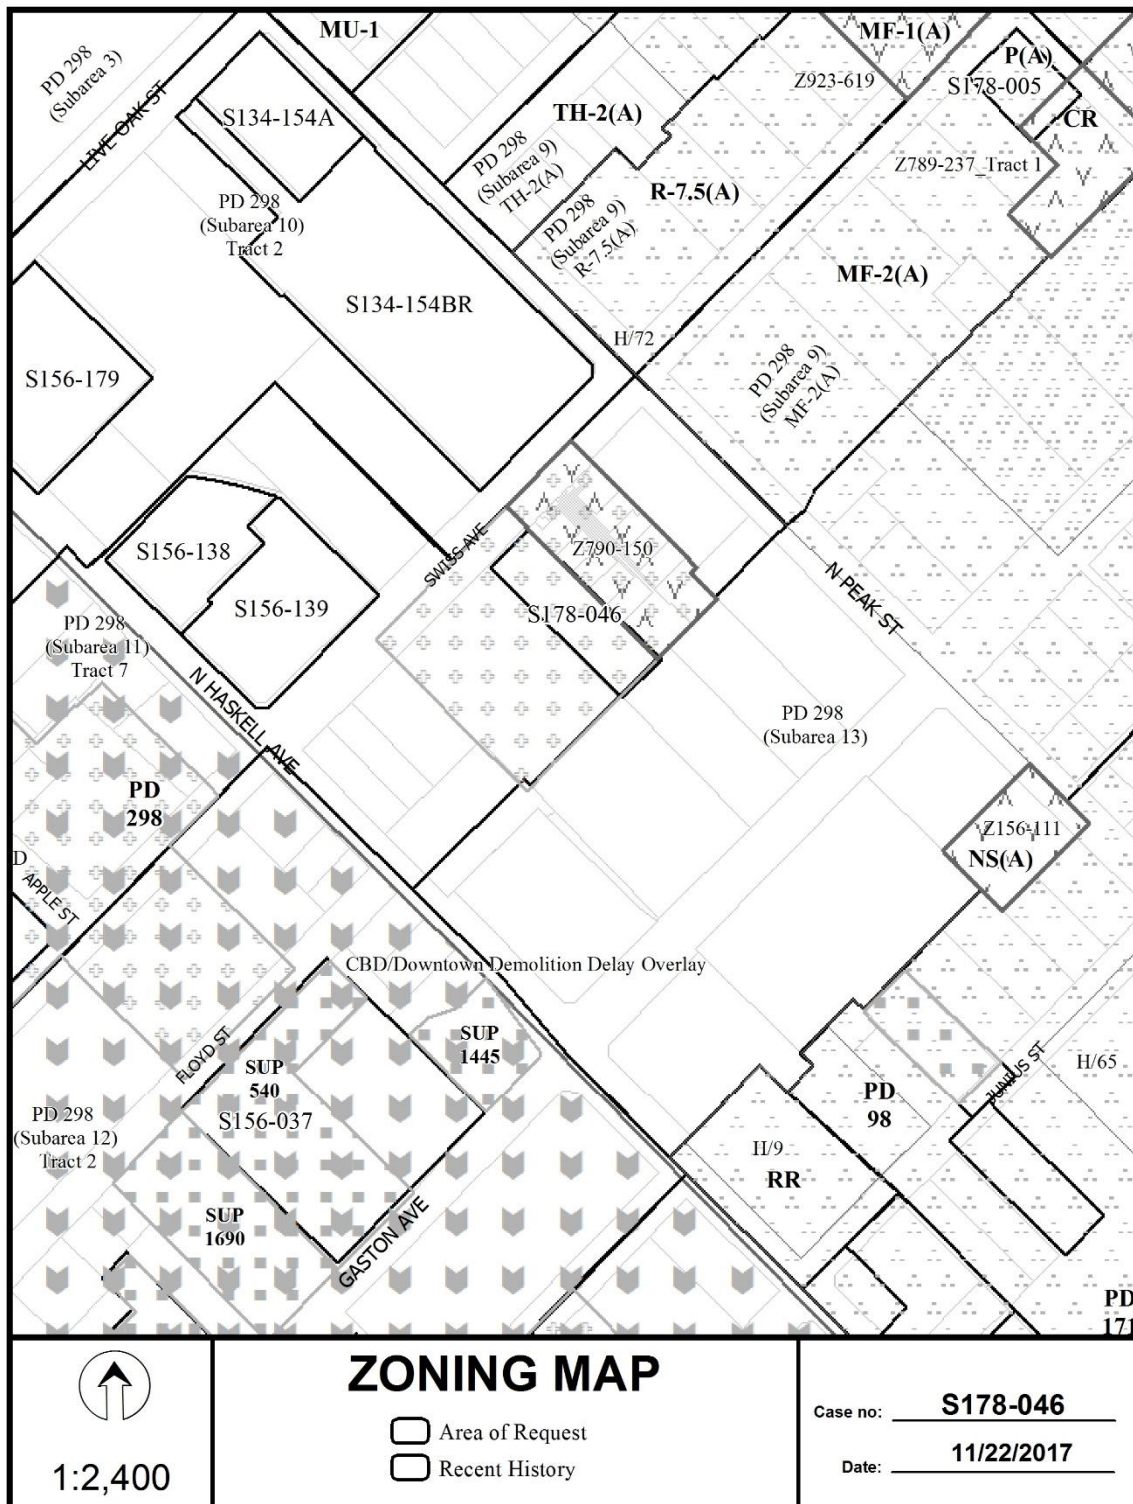 MU-1
MF-1(A)
P(A)
PD 298
(Subarea 3)
Z923-619
S178-005
LIVE OAK ST
S134-154A
TH-2(A)
CR
PD 298
(Subarea 9)
TH-2(A)
Z789-237_Tract 1
PD 298
(Subarea 10)
Tract 2
R-7.5(A)
PD 298
(Subarea 9)
R-7.5(A)
MF-2(A)
S134-154BR
H/72
S156-179
PD 298
(Subarea 9)
MF-2(A)
S156-138
SWISS AVE
Z790-150
S156-139
S178-046
N PEAK ST
PD 298
(Subarea 11)
Tract 7
N HASKELL AVE
PD 298
(Subarea 13)
PD
298
Z156-111
NS(A)
D
APPLE ST
CBD/Downtown Demolition Delay Overlay
SUP
1445
FLOYD ST
SUP
540
S156-037
JUNIUS ST
H/65
PD 298
(Subarea 12)
Tract 2
PD
98
H/9
RR
SUP
1690
GASTON AVE
PD
171
ZONING MAP
Area of Request
Recent History
1:2,400
Case no: S178-046
Date: 11/22/2017